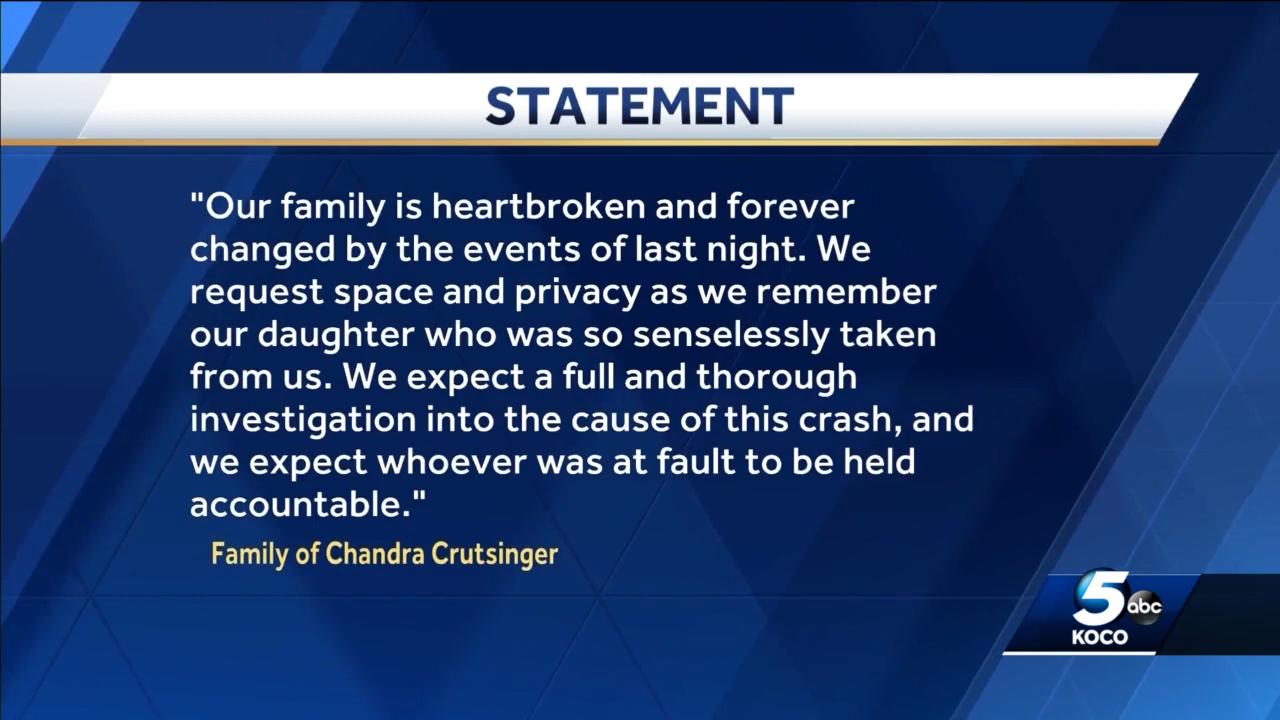 STATEMENT
"Our family is heartbroken and forever
changed by the events of last night. We
request space and privacy as we remember
our daughter who was so senselessly taken
from us. We expect a full and thorough
investigation into the cause of this crash, and
we expect whoever was at fault to be held
accountable."
Family of Chandra Crutsinger
5 abc
KOCO